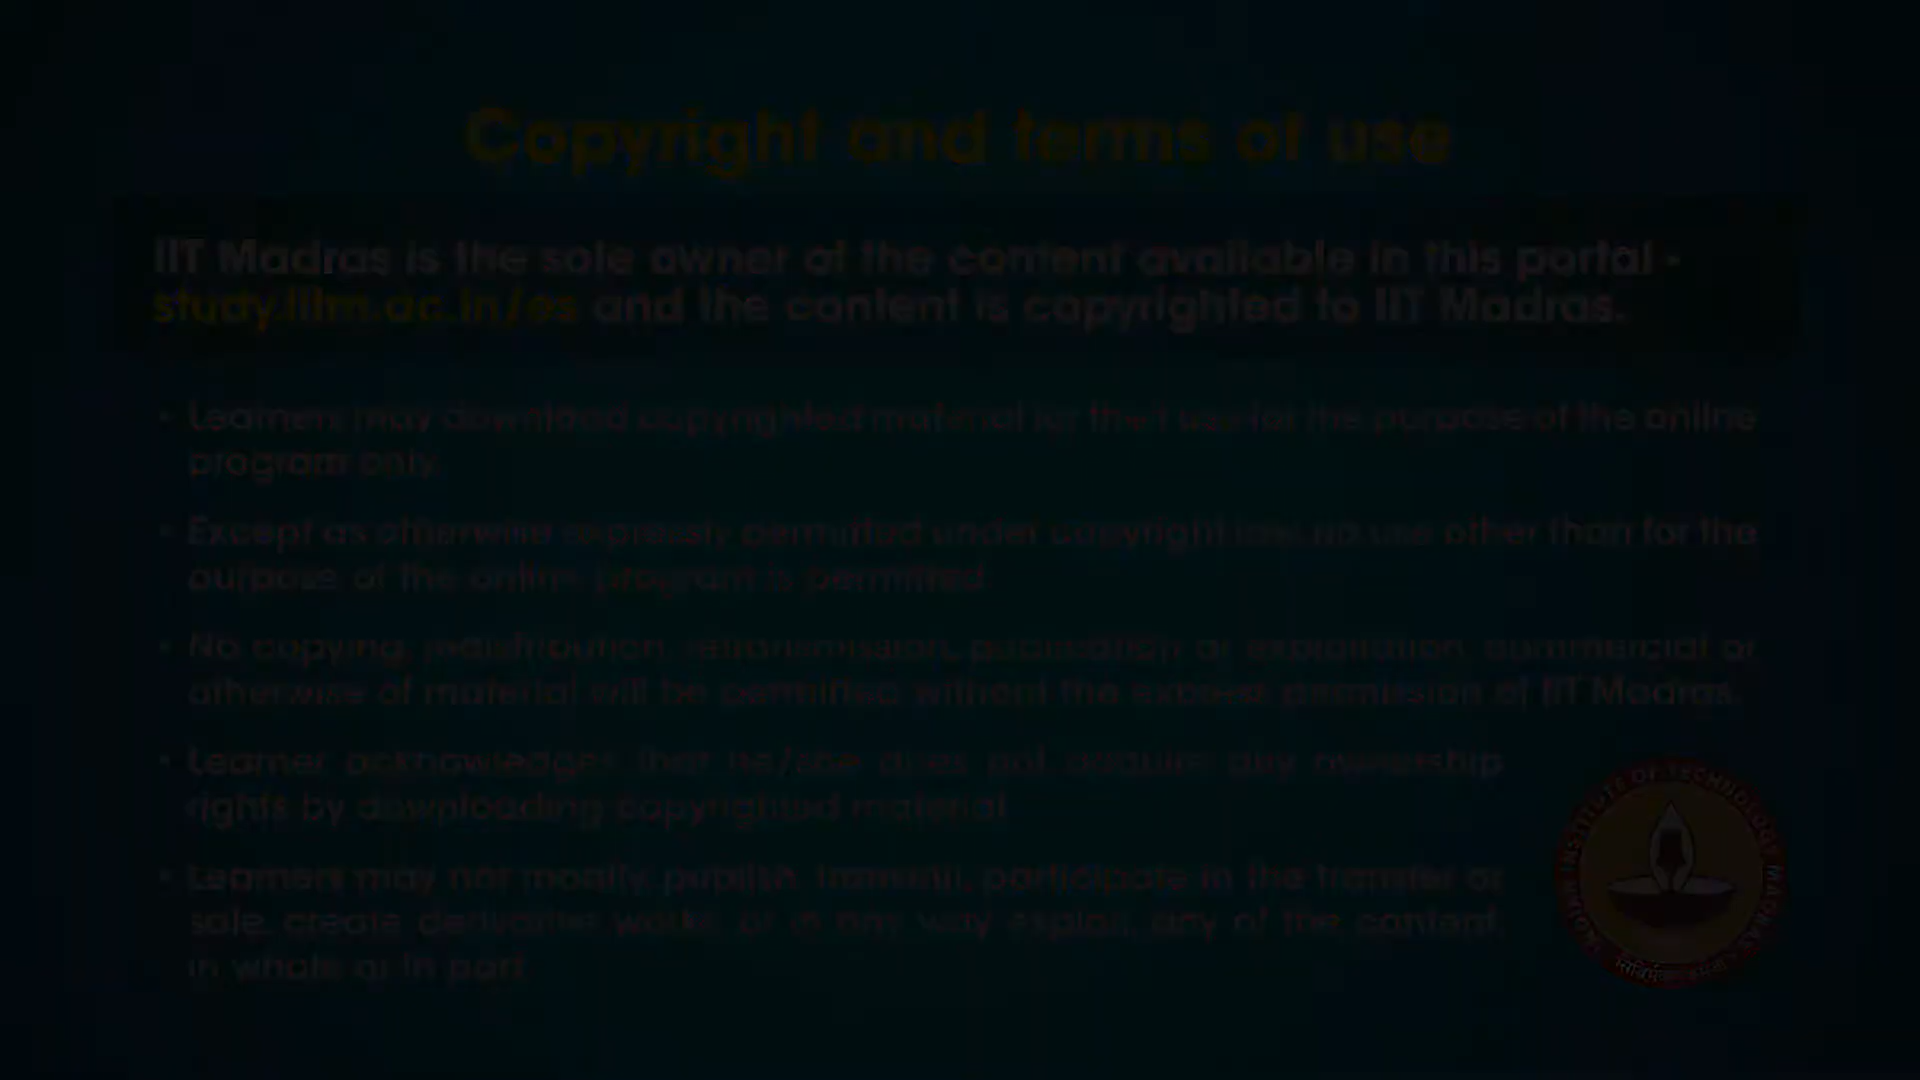 Copyright and terms of use
IIT Madras is the sole owner of the content available in this portal -
study.iitm.ac.in/es and the content is copyrighted to IIT Madras.
• Learners may download copyrighted material for their use for the purpose of the online
program only.
• Except as otherwise expressly permitted under copyright law, no use other than for the
purpose of the online program is permitted.
• No copying, redistribution, retransmission, publication or exploitation, commercial or
otherwise of material will be permitted without the express permission of IIT Madras.
• Learner acknowledges that he/she does not acquire any ownership
rights by downloading copyrighted material.
• Learners may not modify, publish, transmit, participate in the transfer or
sale, create derivative works, or in any way exploit, any of the content,
in whole or in part.
INSTITUTE OF TECHNOLOGY MADRAS